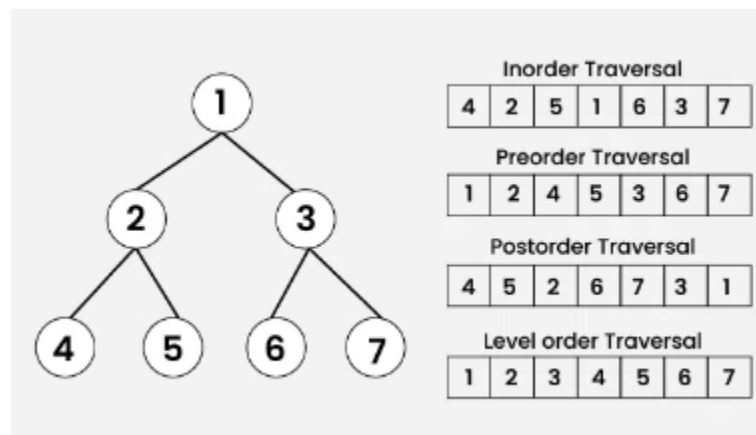 1
2 3
4 5 6 7
Inorder Traversal
4 2 5 1 6 3 7
Preorder Traversal
1 2 4 5 3 6 7
Postorder Traversal
4 5 2 6 7 3 1
Level order Traversal
1 2 3 4 5 6 7